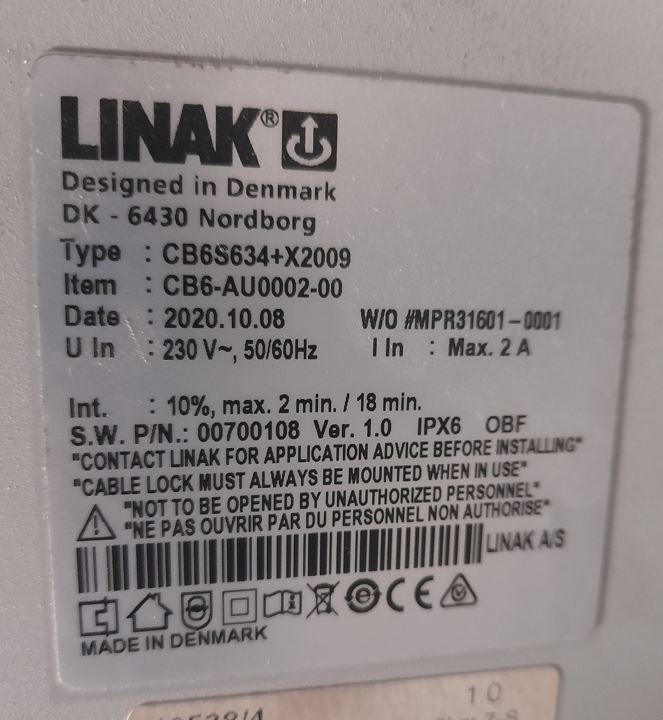 LINAK®
Designed in Denmark
DK - 6430 Nordborg
Type : CB6S634+X2009
Item : CB6-AU0002-00
Date : 2020.10.08 W/O #MPR31601-0001
U In : 230 V~, 50/60Hz I In : Max. 2 A
Int. : 10%, max. 2 min. / 18 min.
S.W. P/N.: 00700108 Ver. 1.0 IPX6 OBF
"CONTACT LINAK FOR APPLICATION ADVICE BEFORE INSTALLING"
"CABLE LOCK MUST ALWAYS BE MOUNTED WHEN IN USE"
"NOT TO BE OPENED BY UNAUTHORIZED PERSONNEL"
"NE PAS OUVRIR PAR DU PERSONNEL NON AUTHORISE"
LINAK A/S
CE
MADE IN DENMARK
10